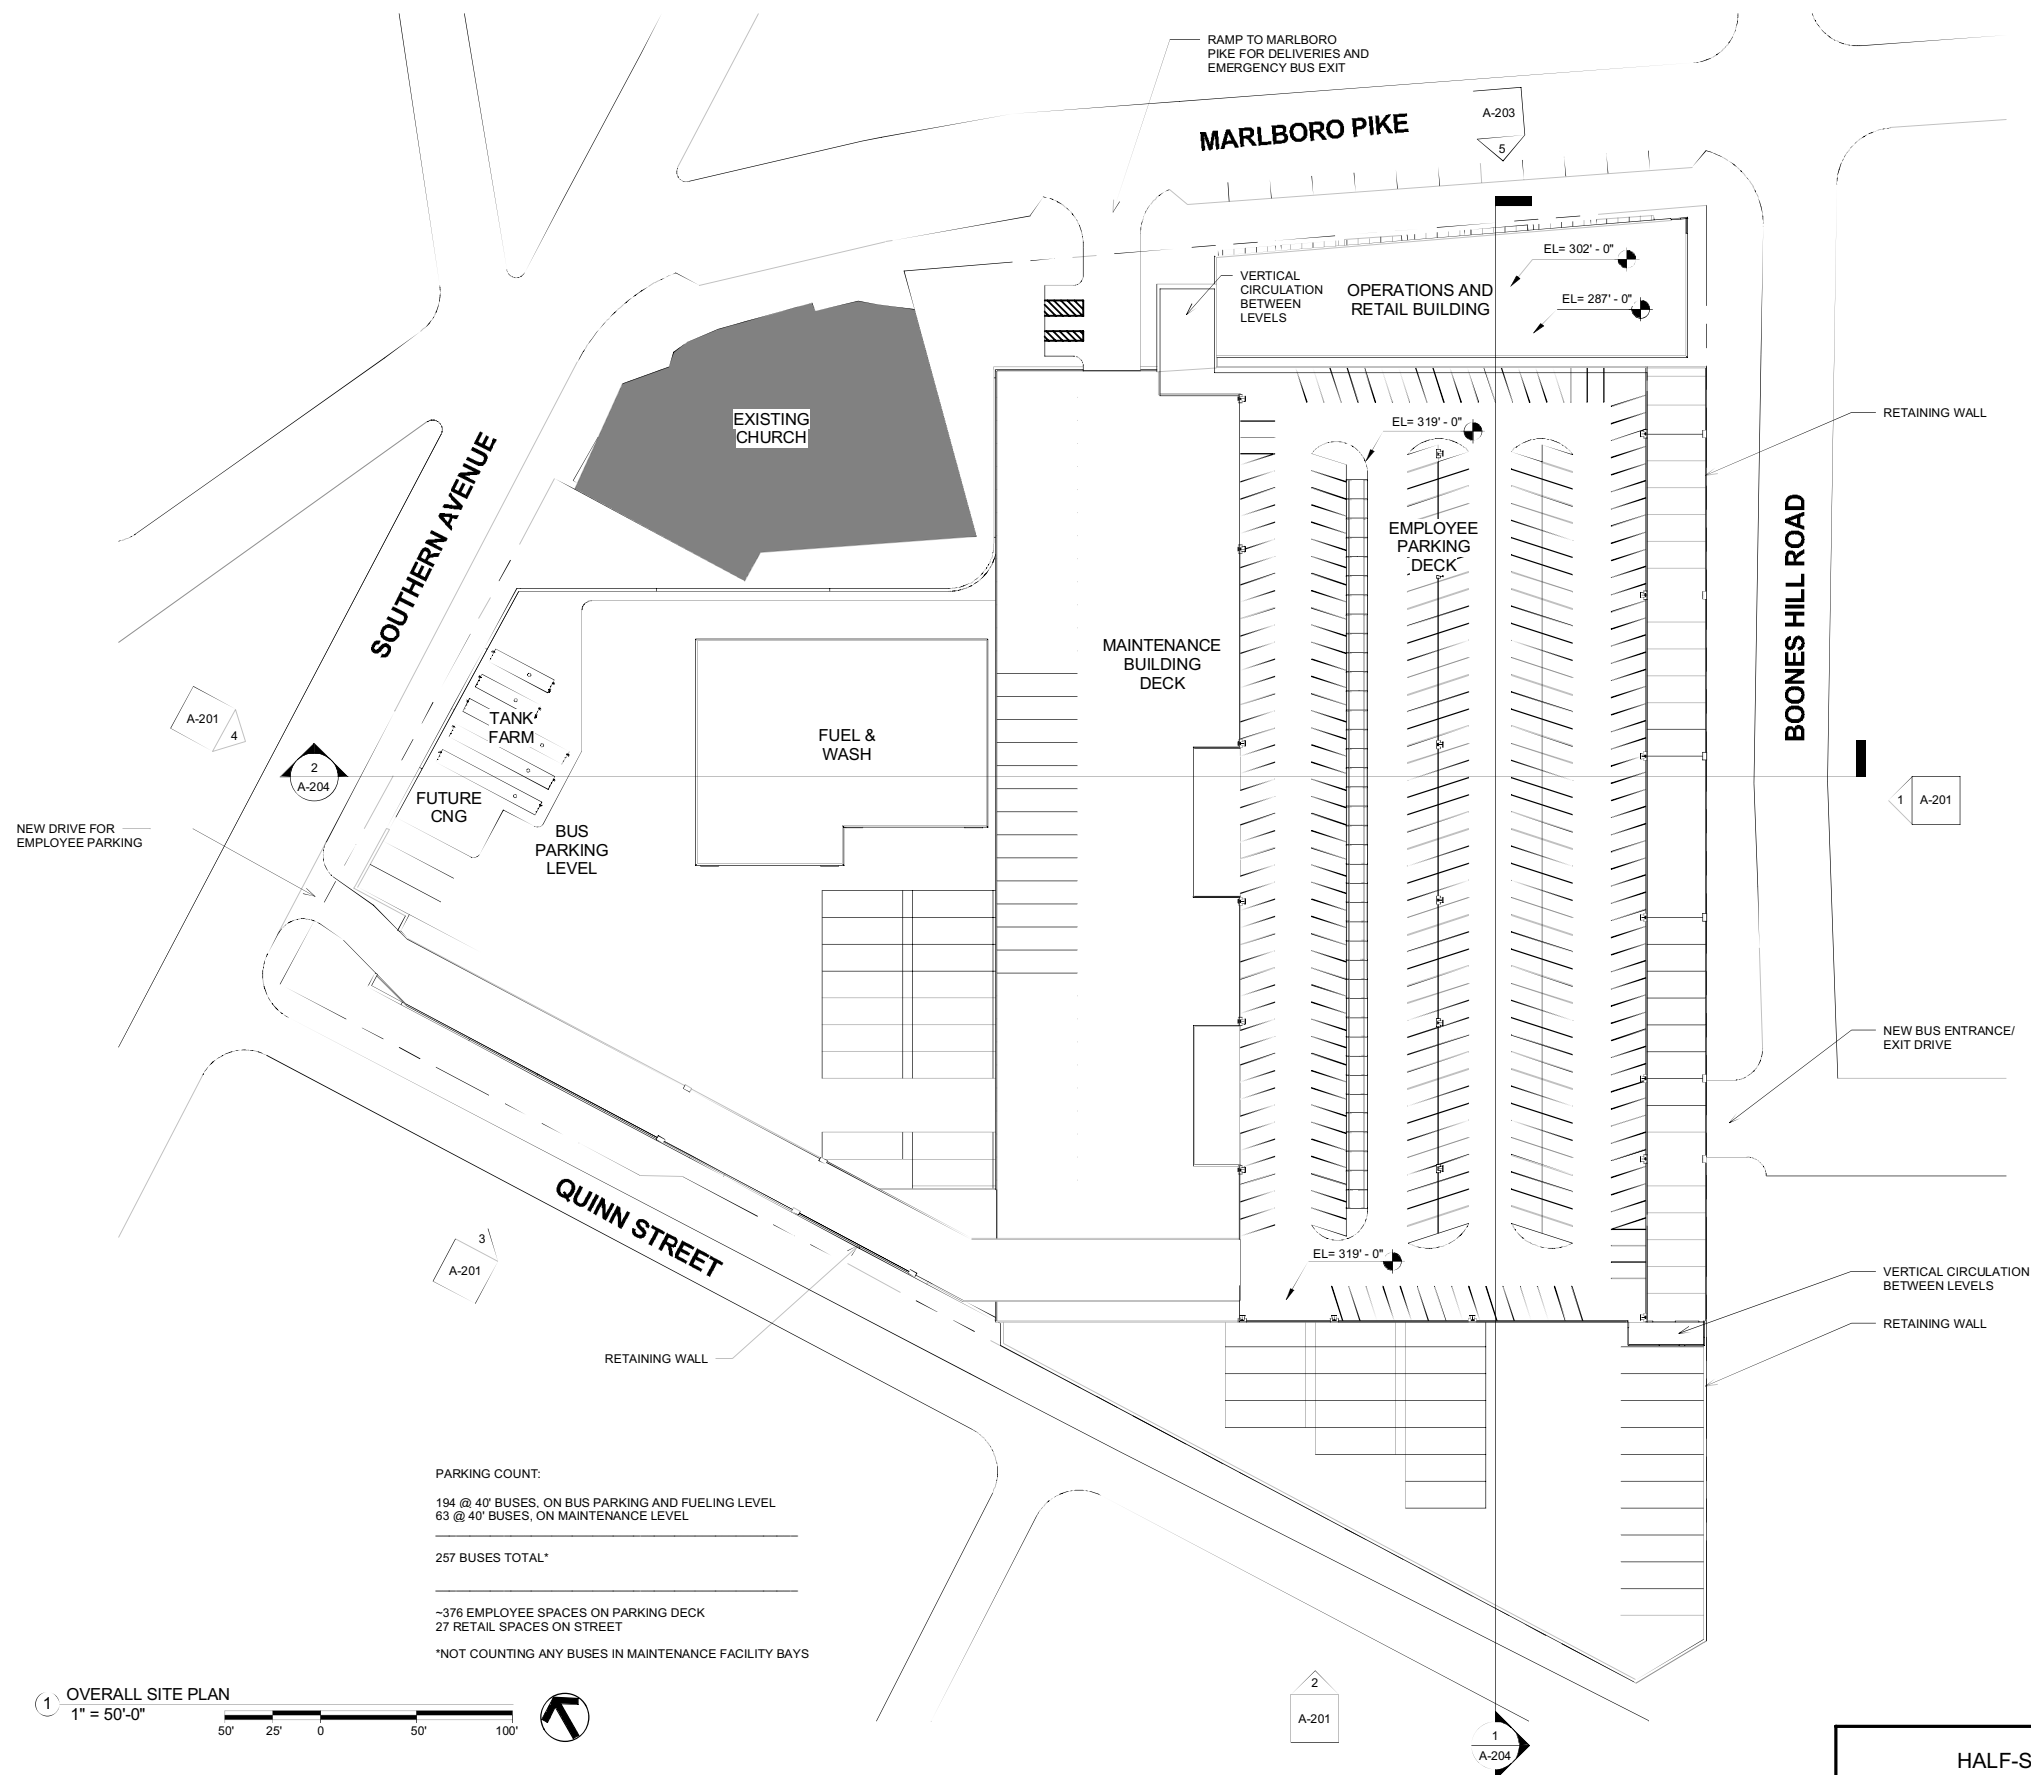 RAMP TO MARLBORO
PIKE FOR DELIVERIES AND
EMERGENCY BUS EXIT
MARLBORO PIKE
A-203
5
EL= 302' - 0"
VERTICAL
CIRCULATION
BETWEEN
LEVELS
OPERATIONS AND
RETAIL BUILDING
EL= 287' - 0"
EXISTING
CHURCH
EL= 319' - 0"
RETAINING WALL
SOUTHERN AVENUE
EMPLOYEE
PARKING
DECK
BOONES HILL ROAD
MAINTENANCE
BUILDING
DECK
A-201
4
TANK
FARM
FUEL &
WASH
2
A-204
FUTURE
CNG
1
A-201
NEW DRIVE FOR
EMPLOYEE PARKING
BUS
PARKING
LEVEL
NEW BUS ENTRANCE/
EXIT DRIVE
QUINN STREET
3
A-201
EL= 319' - 0"
VERTICAL CIRCULATION
BETWEEN LEVELS
RETAINING WALL
RETAINING WALL
PARKING COUNT:
194 @ 40' BUSES, ON BUS PARKING AND FUELING LEVEL
63 @ 40' BUSES, ON MAINTENANCE LEVEL
257 BUSES TOTAL*
~376 EMPLOYEE SPACES ON PARKING DECK
27 RETAIL SPACES ON STREET
*NOT COUNTING ANY BUSES IN MAINTENANCE FACILITY BAYS
1
OVERALL SITE PLAN
1" = 50'-0"
50' 25' 0 50' 100'
2
A-201
1
A-204
HALF-S